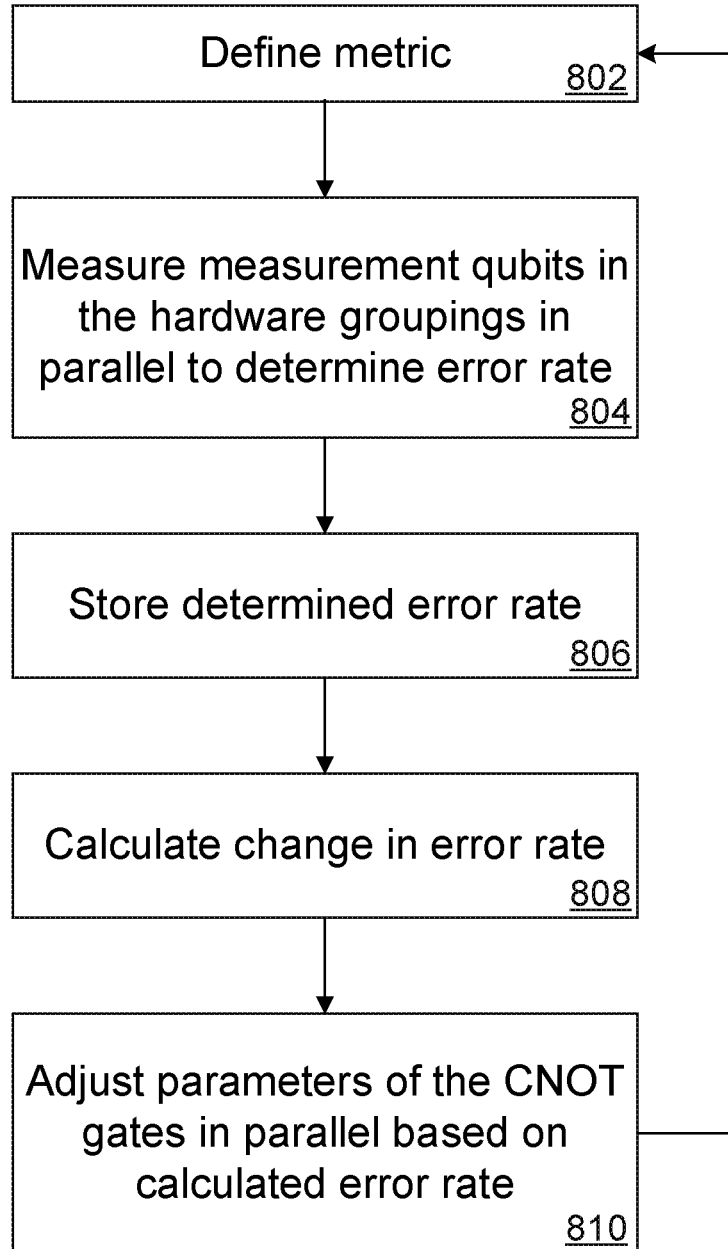 Define metric
802
Measure measurement qubits in
the hardware groupings in
parallel to determine error rate
804
Store determined error rate
806
Calculate change in error rate
808
Adjust parameters of the CNOT
gates in parallel based on
calculated error rate
810